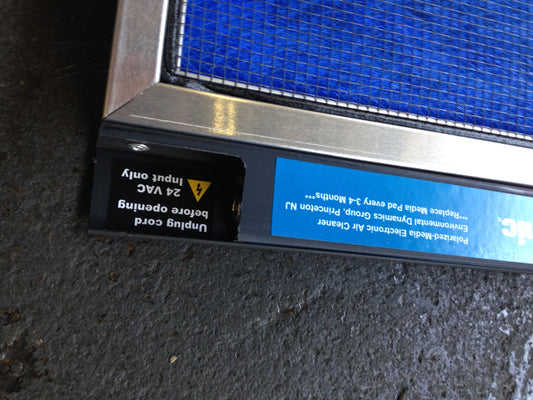 Unplug cord
before opening
24 VAC
Input only
nic.
Polarized-Media Electronic Air Cleaner
Environmental Dynamics Group, Princeton NJ
***Replace Media Pad every 3-4 Months***